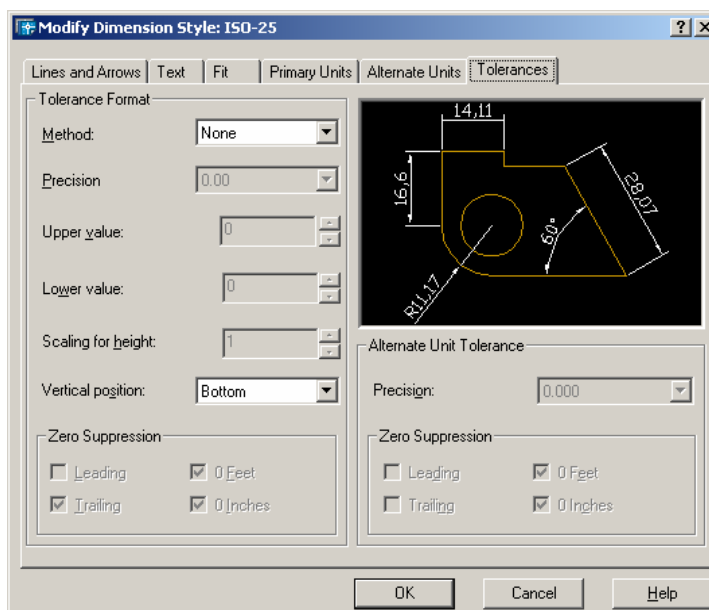 Modify Dimension Style: ISO-25
Lines and Arrows Text Fit Primary Units Alternate Units Tolerances
Tolerance Format
Method: None
Precision 0.00
Upper value: 0
Lower value: 0
Scaling for height: 1
Vertical position: Bottom
Zero Suppression
Leading 0 Feet
Trailing 0 Inches
14,11
16,6
28,07
60°
R11,17
Alternate Unit Tolerance
Precision: 0.000
Zero Suppression
Leading 0 Feet
Trailing 0 Inches
OK Cancel Help